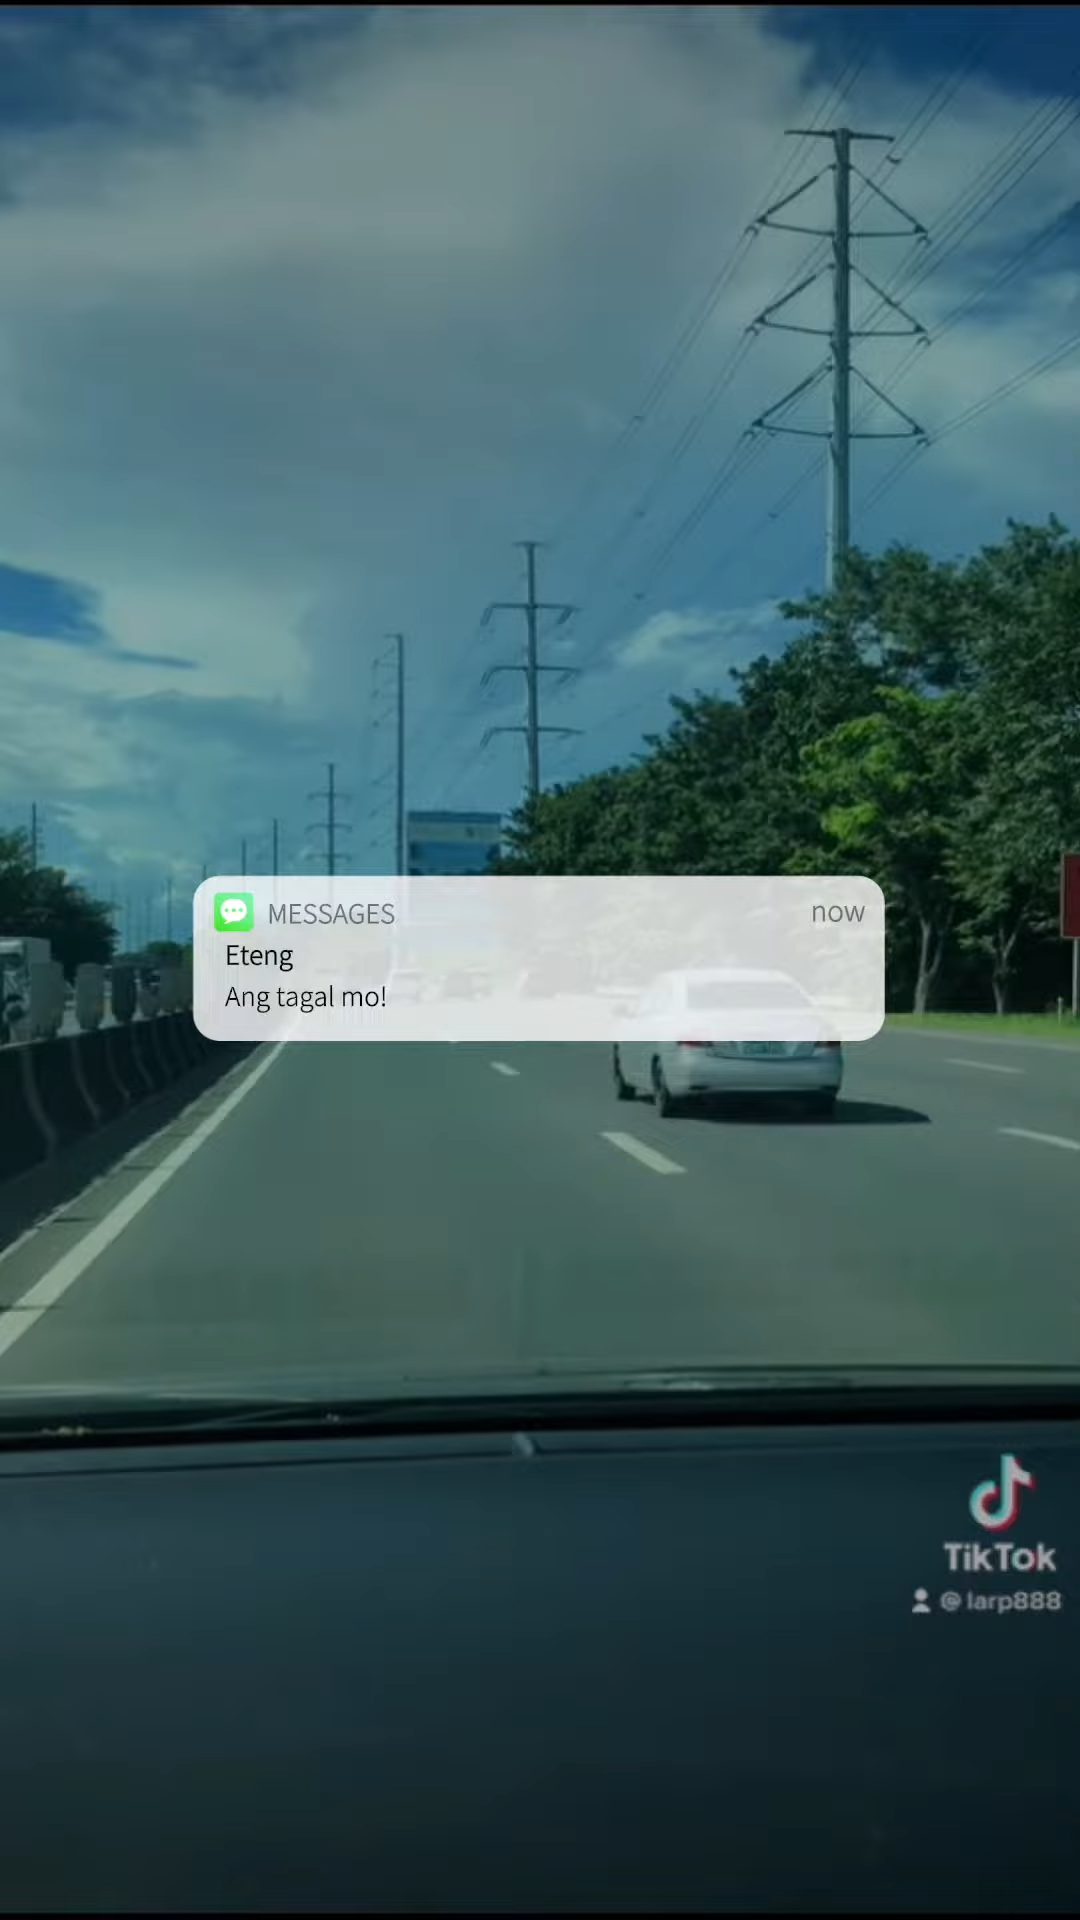 MESSAGES now
Eteng
Ang tagal mo!
TikTok
@larp888